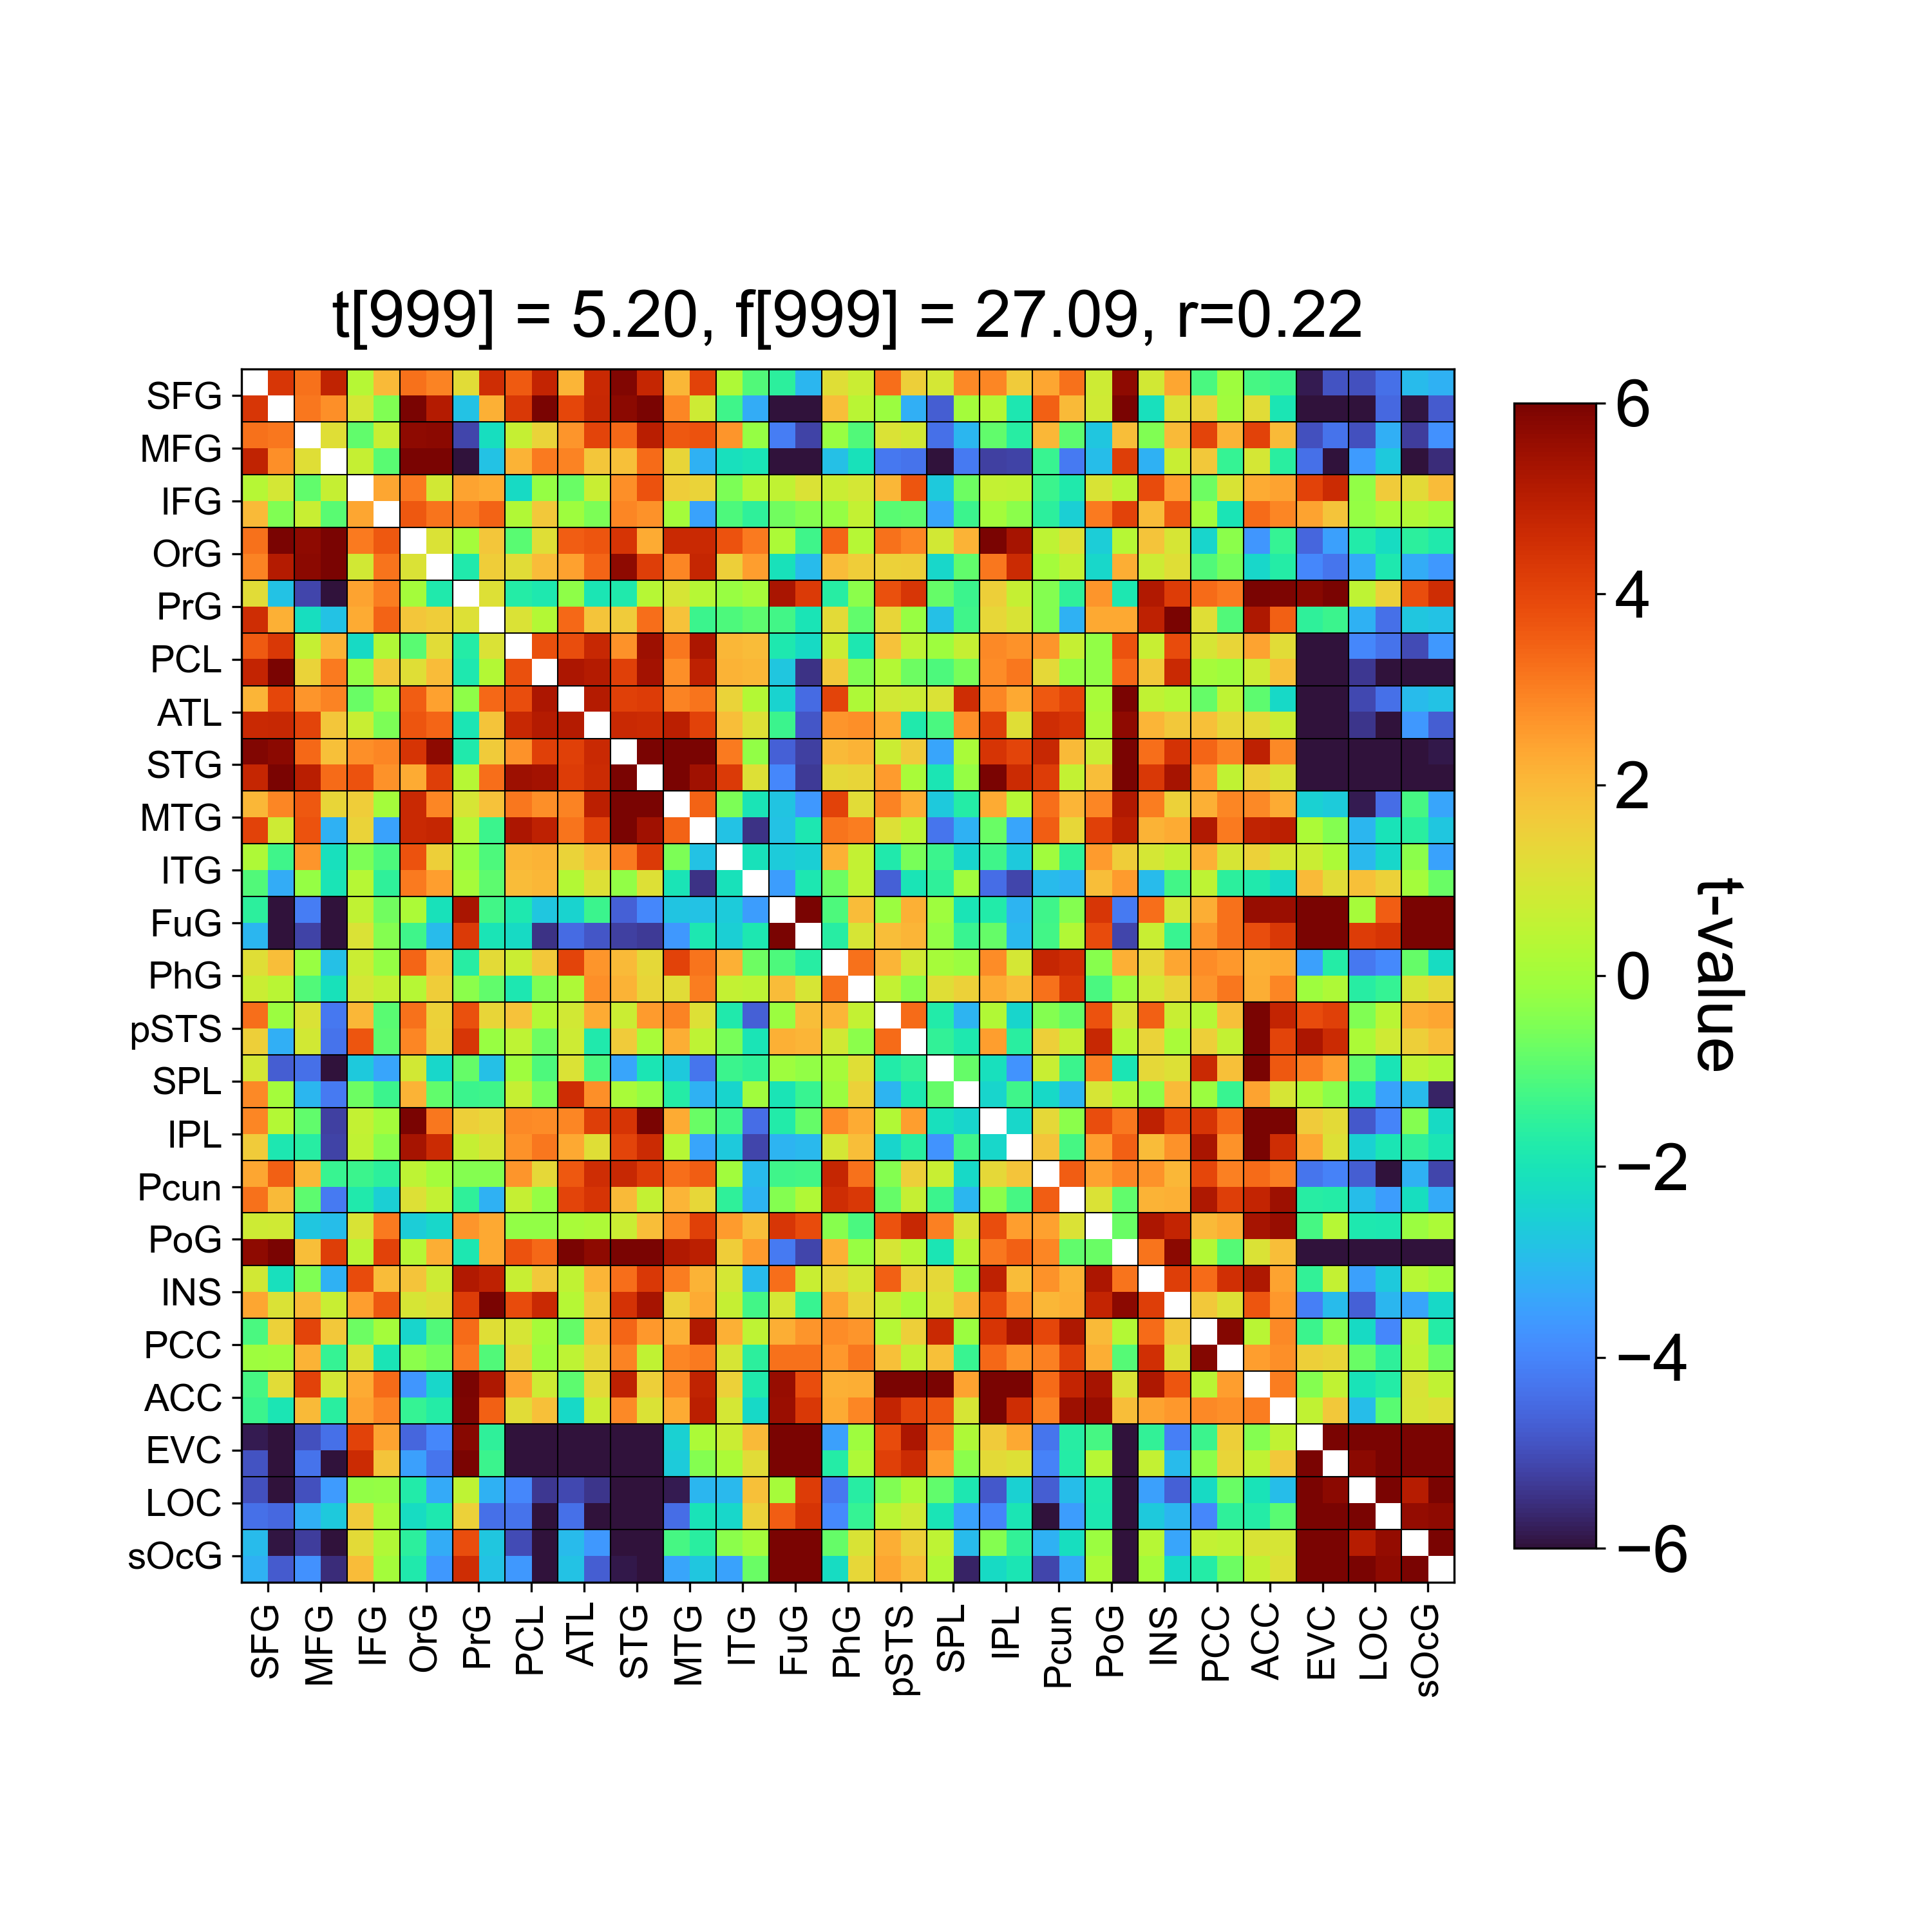 t[999] = 5.20, f[999] = 27.09, r=0.22
SFG
MFG
IFG
OrG
PrG
PCL
ATL
STG
MTG
ITG
FuG
PhG
pSTS
SPL
IPL
Pcun
PoG
INS
PCC
ACC
EVC
LOC
sOcG
SFG
MFG
IFG
OrG
PrG
PCL
ATL
STG
MTG
ITG
FuG
PhG
pSTS
SPL
IPL
Pcun
PoG
INS
PCC
ACC
EVC
LOC
sOcG
6
4
2
0
−2
−4
−6
t-value